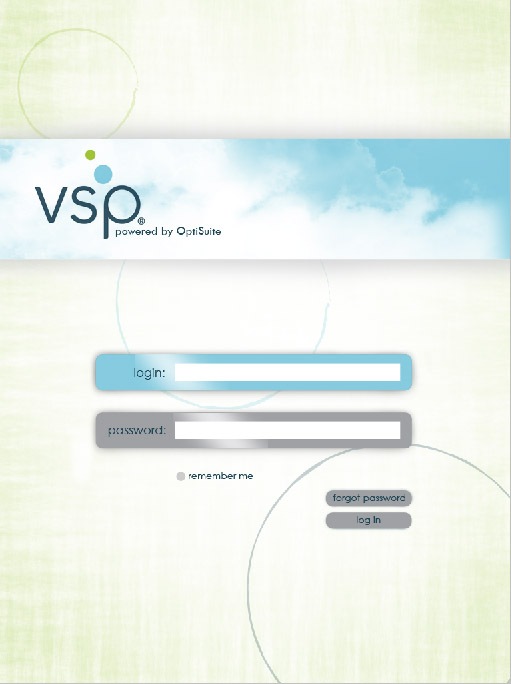 vsp®
powered by OptiSuite
login:
password:
remember me
forgot password
log in